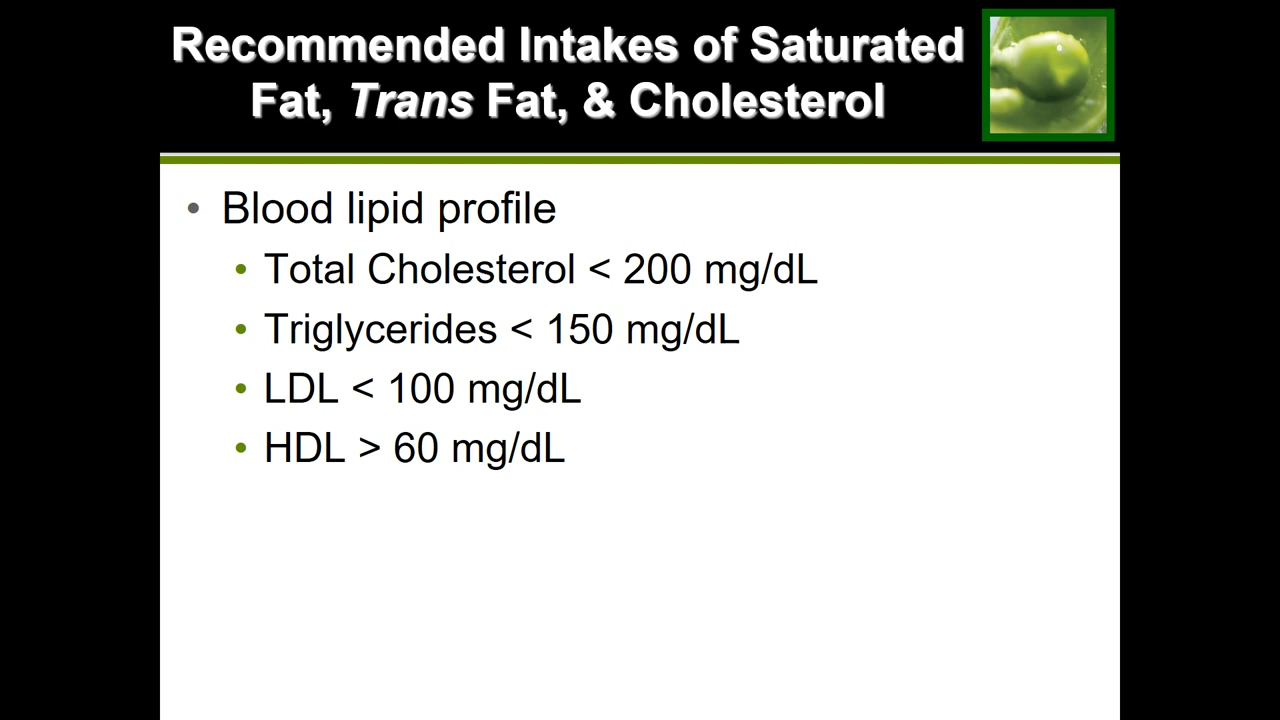 Recommended Intakes of Saturated
Fat, Trans Fat, & Cholesterol
• Blood lipid profile
• Total Cholesterol < 200 mg/dL
• Triglycerides < 150 mg/dL
• LDL < 100 mg/dL
• HDL > 60 mg/dL